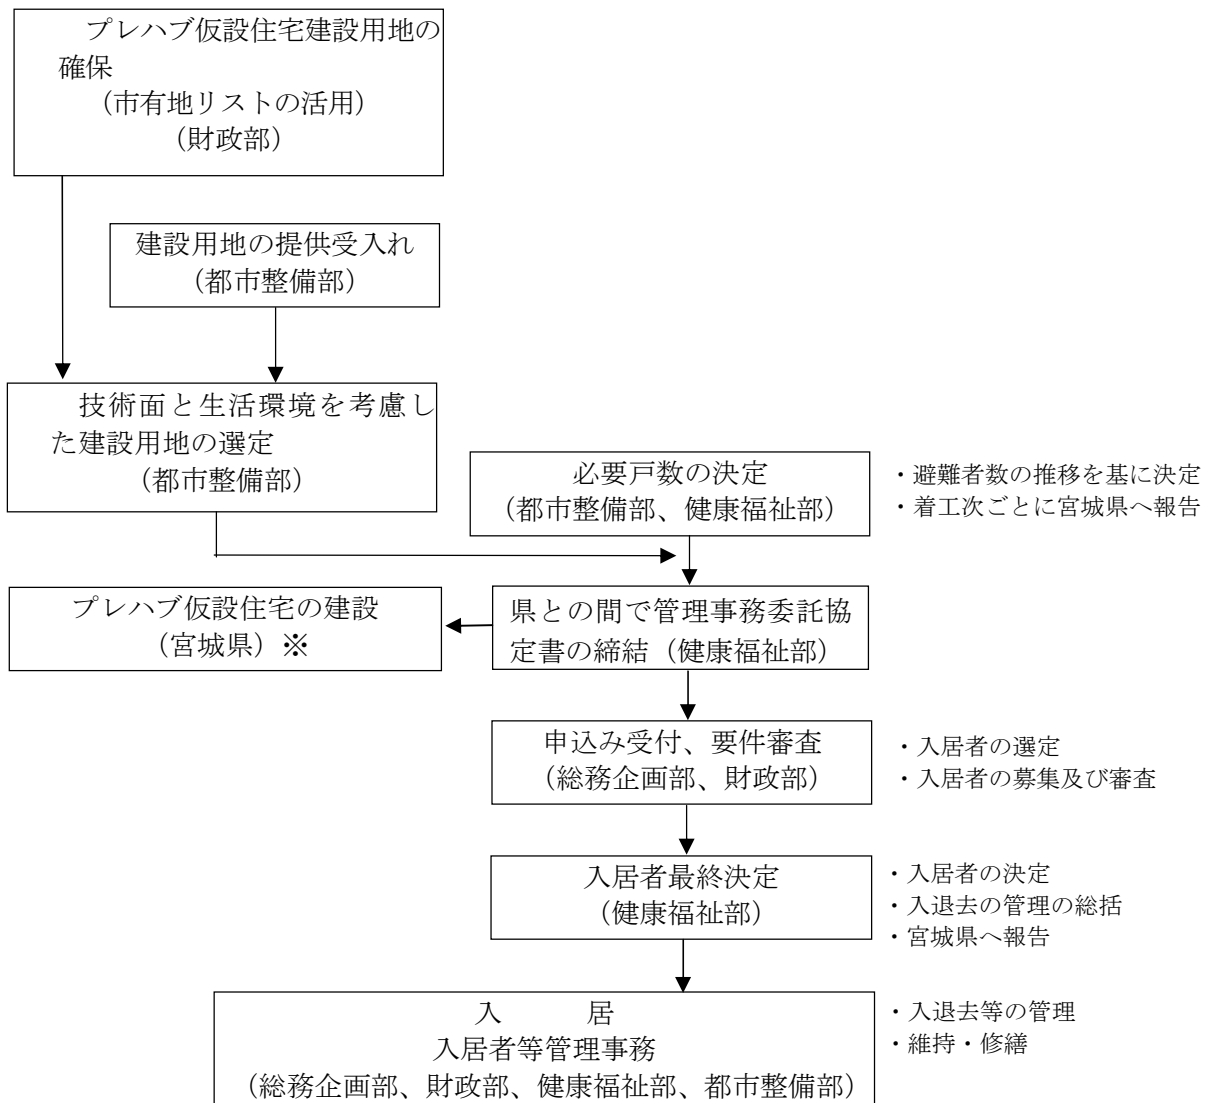 プレハブ仮設住宅建設用地の
確保
（市有地リストの活用）
（財政部）
建設用地の提供受入れ
（都市整備部）
技術面と生活環境を考慮し
た建設用地の選定
（都市整備部）
必要戸数の決定
（都市整備部、健康福祉部）
・避難者数の推移を基に決定
・着工次ごとに宮城県へ報告
プレハブ仮設住宅の建設
（宮城県）※
県との間で管理事務委託協
定書の締結（健康福祉部）
申込み受付、要件審査
（総務企画部、財政部）
・入居者の選定
・入居者の募集及び審査
入居者最終決定
（健康福祉部）
・入居者の決定
・入退去の管理の総括
・宮城県へ報告
入　　居
入居者等管理事務
（総務企画部、財政部、健康福祉部、都市整備部）
・入退去等の管理
・維持・修繕